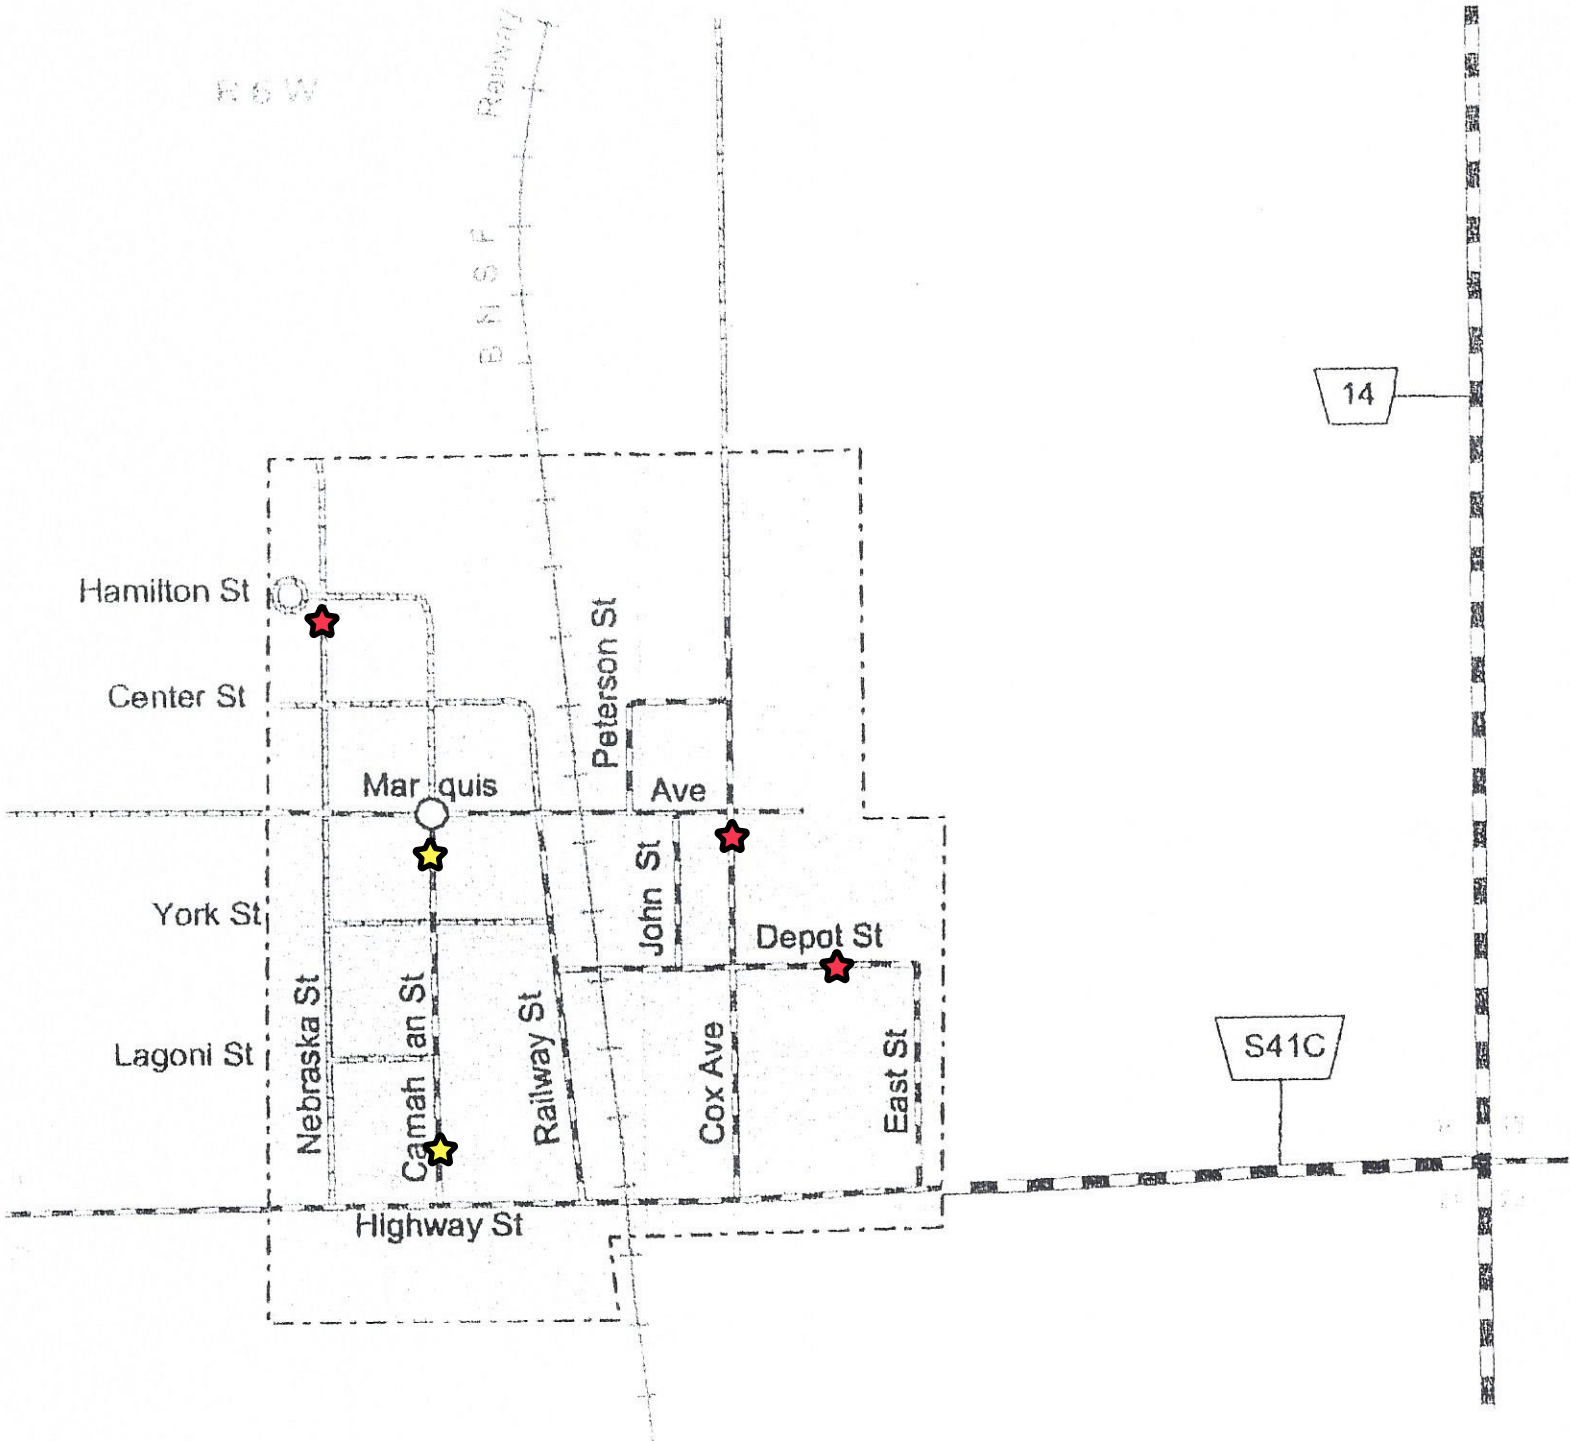 R 6 W
Railway
B N S F
14
Hamilton St
Peterson St
Center St
Mar quis
Ave
John St
York St
Depot St
Nebraska St
Camah an St
Railway St
Cox Ave
East St
Lagoni St
S41C
Highway St